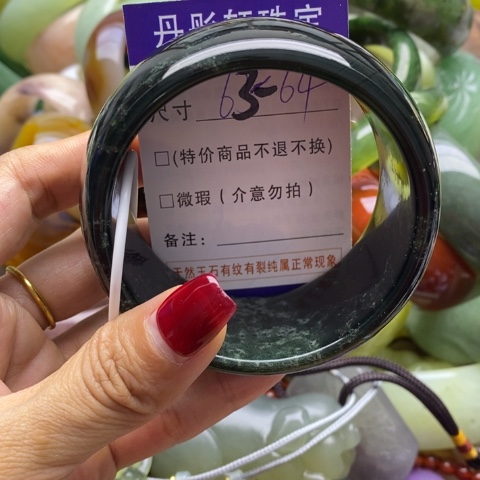 丹彤轩珠宝
尺寸 63-64
□(特价商品不退不换)
□微瑕(介意勿拍)
备注:
天然玉石有纹有裂纯属正常现象